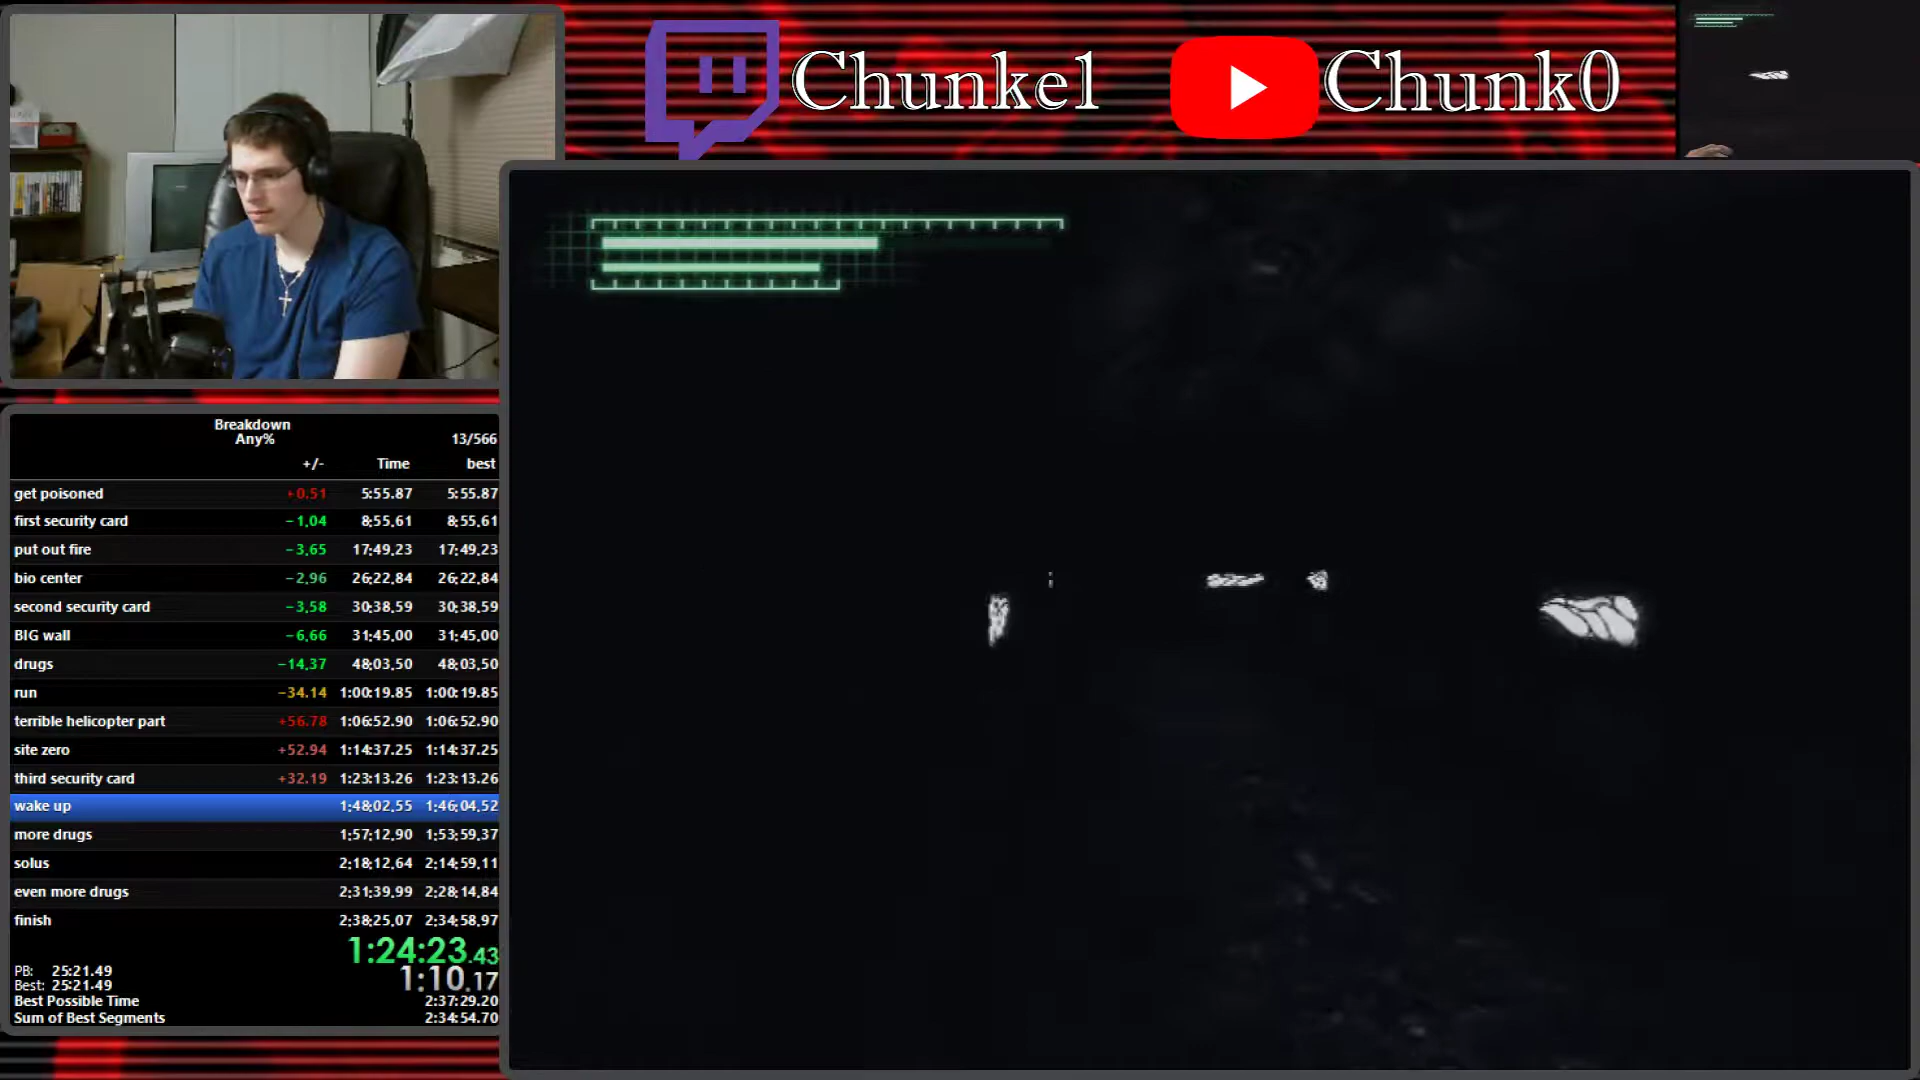 Chunke1
Chunk0
Breakdown
Any% 13/566
+/- Time best
get poisoned +0.51 5:55.87 5:55.87
first security card −1.04 8:55.61 8:55.61
put out fire −3.65 17:49.23 17:49.23
bio center −2.96 26:22.84 26:22.84
second security card −3.58 30:38.59 30:38.59
BIG wall −6.66 31:45.00 31:45.00
drugs −14.37 48:03.50 48:03.50
run −34.14 1:00:19.85 1:00:19.85
terrible helicopter part +56.78 1:06:52.90 1:06:52.90
site zero +52.94 1:14:37.25 1:14:37.25
third security card +32.19 1:23:13.26 1:23:13.26
wake up 1:48:02.55 1:46:04.52
more drugs 1:57:12.90 1:53:59.37
solus 2:18:12.64 2:14:59.11
even more drugs 2:31:39.99 2:28:14.84
finish 2:38:25.07 2:34:58.97
1:24:23.43
PB: 25:21.49
1:10.17
Best: 25:21.49
Best Possible Time 2:37:29.20
Sum of Best Segments 2:34:54.70